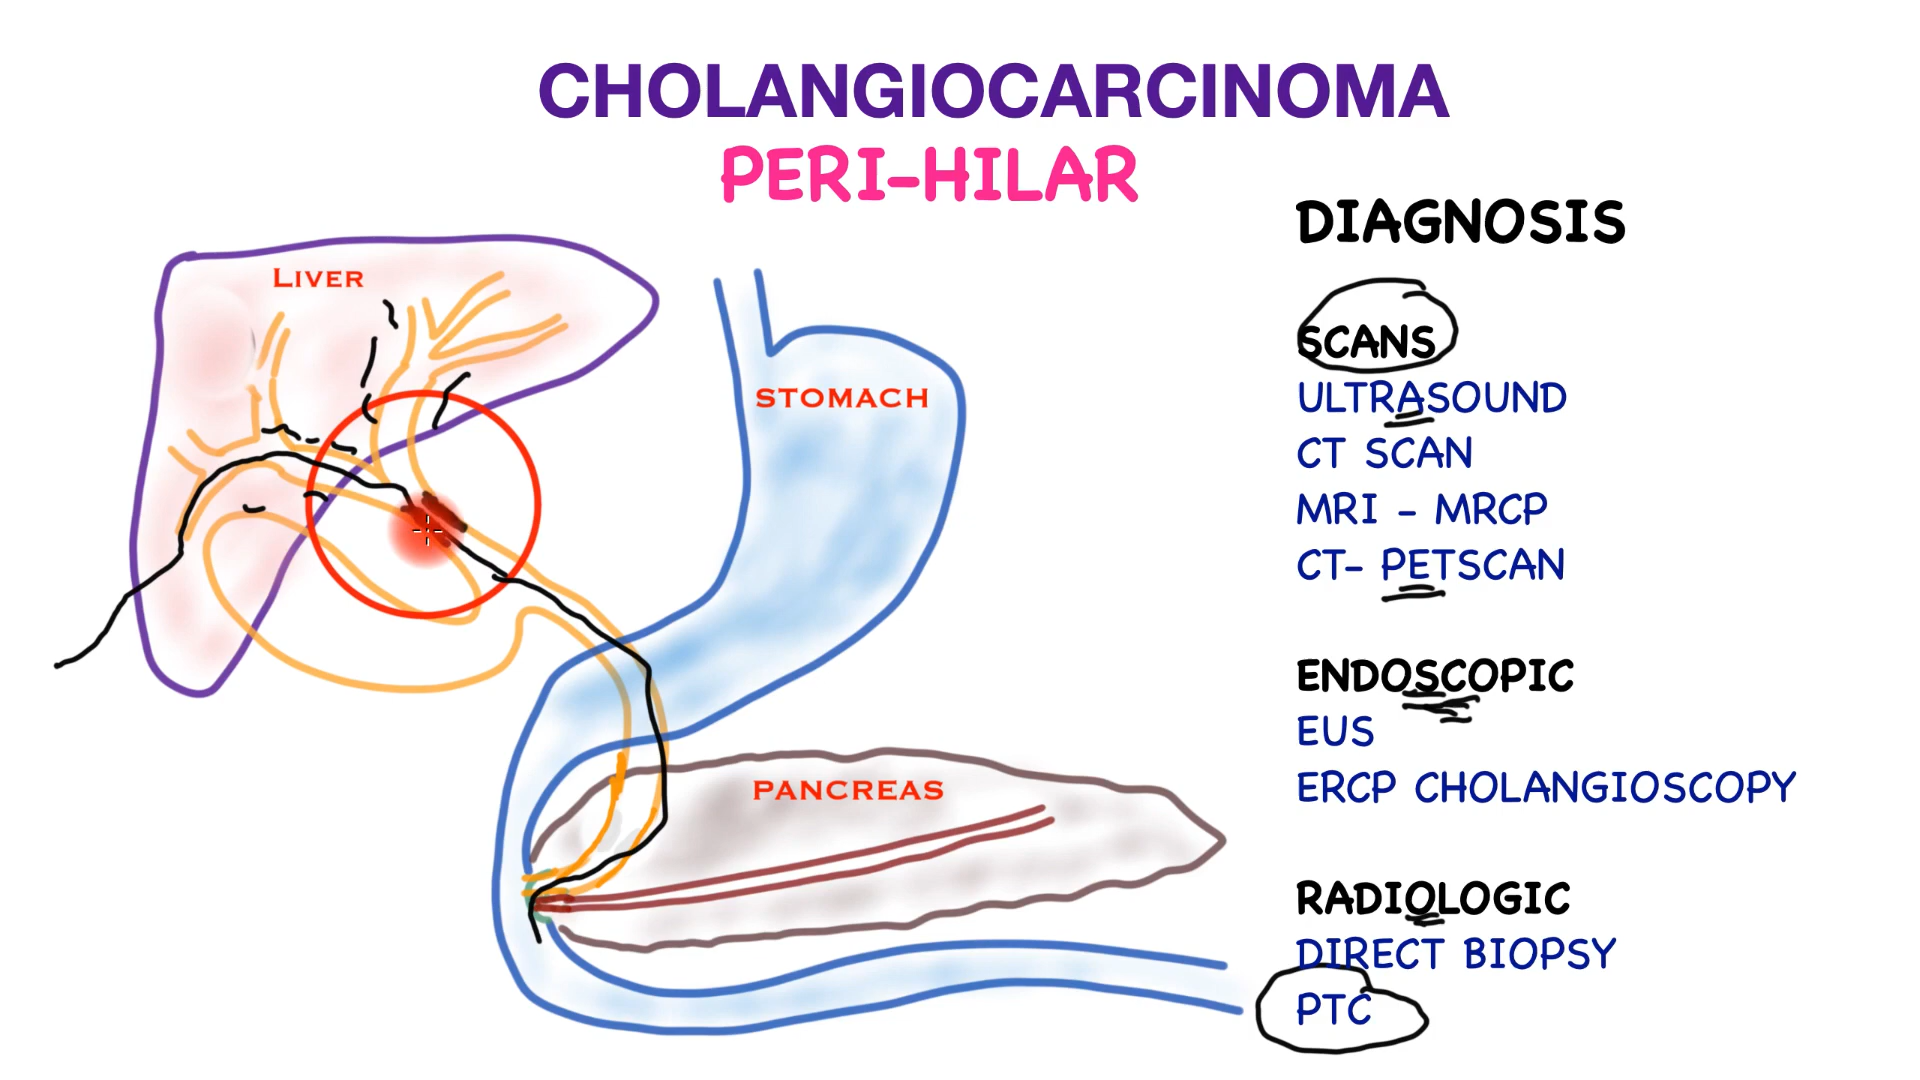 CHOLANGIOCARCINOMA
PERI-HILAR
LIVER
STOMACH
PANCREAS
DIAGNOSIS
SCANS
ULTRASOUND
CT SCAN
MRI - MRCP
CT- PETSCAN
ENDOSCOPIC
EUS
ERCP CHOLANGIOSCOPY
RADIOLOGIC
DIRECT BIOPSY
PTC